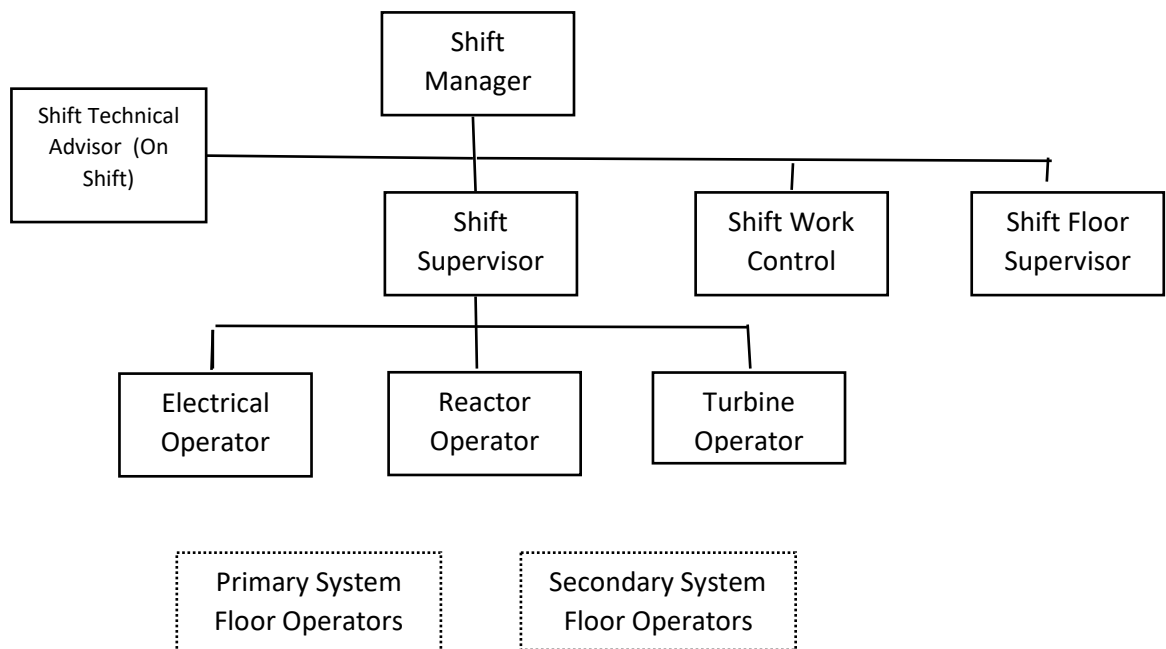 Shift
Manager
Shift Technical
Advisor (On
Shift)
Shift
Supervisor
Shift Work
Control
Shift Floor
Supervisor
Electrical
Operator
Reactor
Operator
Turbine
Operator
Primary System
Floor Operators
Secondary System
Floor Operators